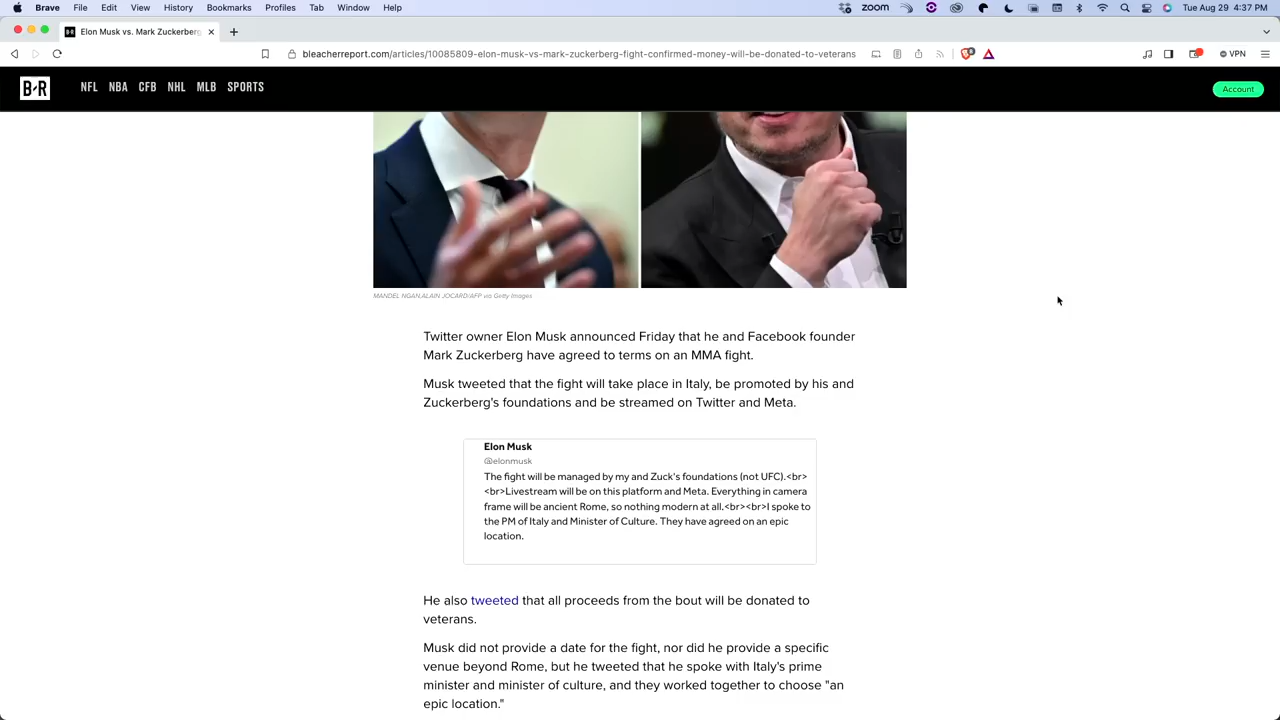 Brave File Edit View History Bookmarks Profiles Tab Window Help zoom Tue Aug 29 4:37 PM
B/R Elon Musk vs. Mark Zuckerberg
bleacherreport.com/articles/10085809-elon-musk-vs-mark-zuckerberg-fight-confirmed-money-will-be-donated-to-veterans VPN
B/R NFL NBA CFB NHL MLB SPORTS Account
MANDEL NGAN,ALAIN JOCARD/AFP via Getty Images
Twitter owner Elon Musk announced Friday that he and Facebook founder
Mark Zuckerberg have agreed to terms on an MMA fight.
Musk tweeted that the fight will take place in Italy, be promoted by his and
Zuckerberg's foundations and be streamed on Twitter and Meta.
Elon Musk
@elonmusk
The fight will be managed by my and Zuck's foundations (not UFC).<br>
<br>Livestream will be on this platform and Meta. Everything in camera
frame will be ancient Rome, so nothing modern at all.<br><br>I spoke to
the PM of Italy and Minister of Culture. They have agreed on an epic
location.
He also tweeted that all proceeds from the bout will be donated to
veterans.
Musk did not provide a date for the fight, nor did he provide a specific
venue beyond Rome, but he tweeted that he spoke with Italy's prime
minister and minister of culture, and they worked together to choose "an
epic location."